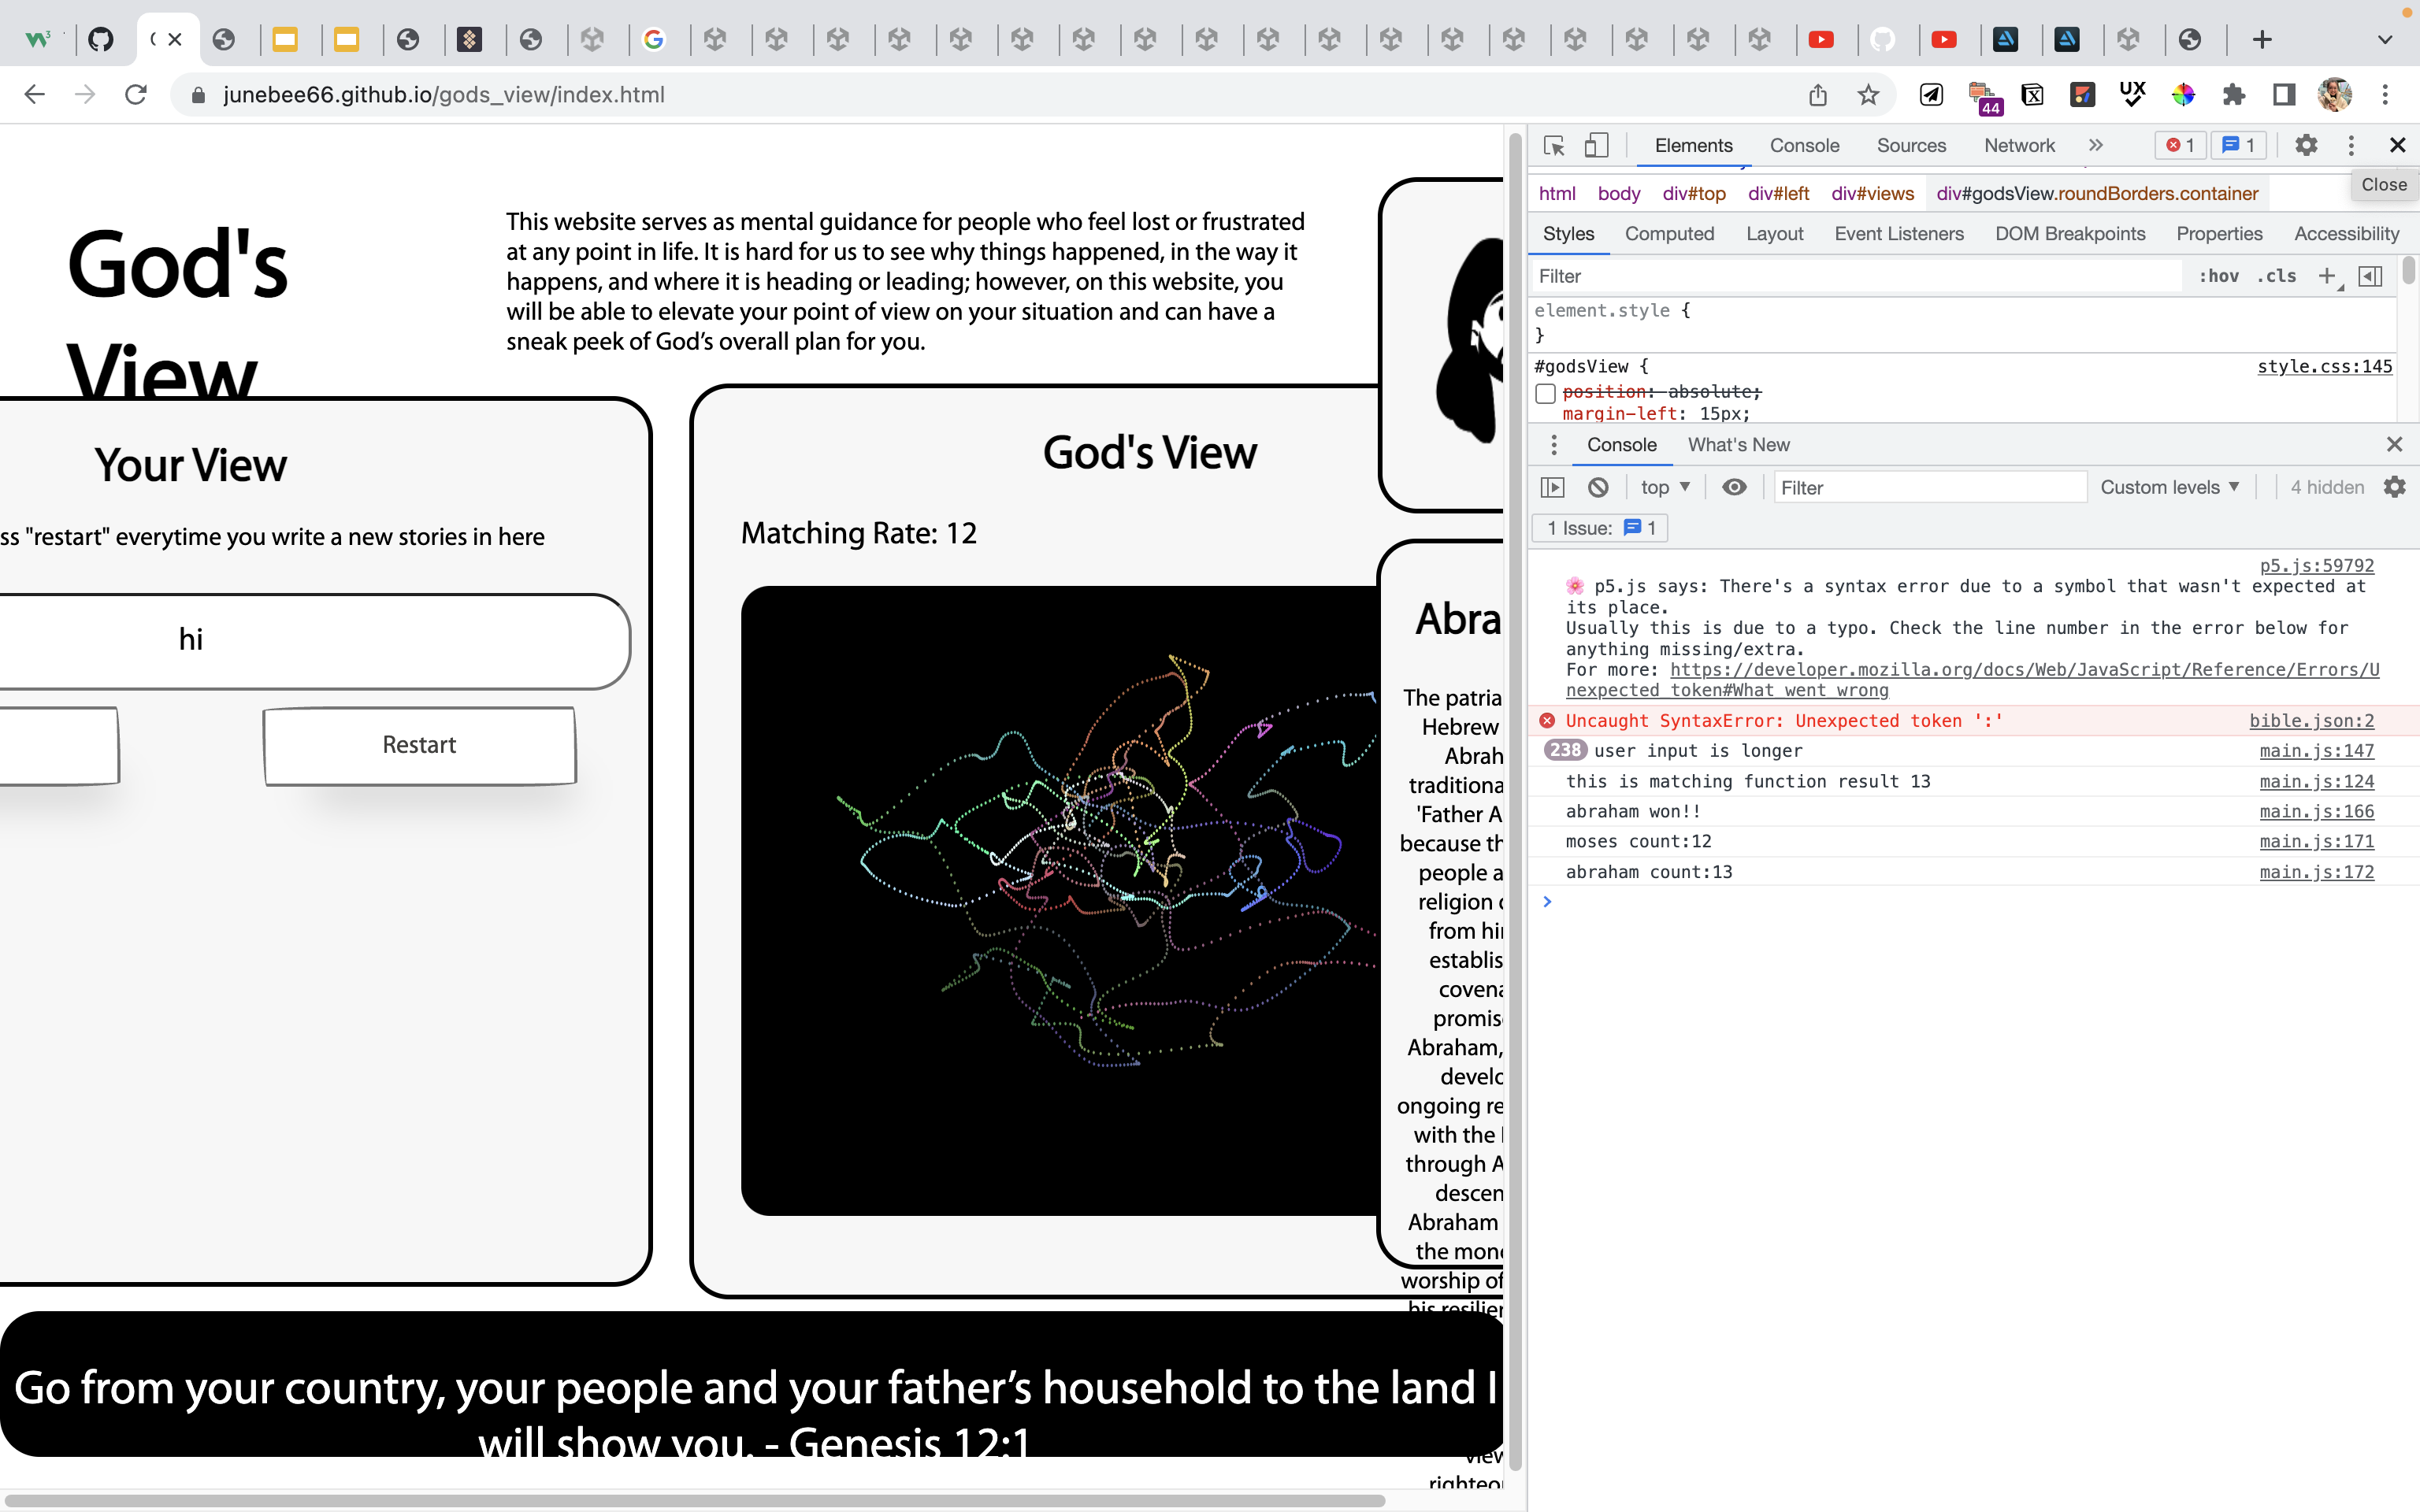 junebee66.github.io/gods_view/index.html
44
UX
God's
View
This website serves as mental guidance for people who feel lost or frustrated
at any point in life. It is hard for us to see why things happened, in the way it
happens, and where it is heading or leading; however, on this website, you
will be able to elevate your point of view on your situation and can have a
sneak peek of God’s overall plan for you.
Your View
ss "restart" everytime you write a new stories in here
hi
Restart
God's View
Matching Rate: 12
Abra
The patria
Hebrew
Abrah
traditiona
'Father A
because th
people a
religion
from hi
establis
coven
promis
Abraham,
develo
ongoing re
with the
through A
descen
Abraham
the mon
worship of
his resilien
Go from your country, your people and your father’s household to the land I
will show you. - Genesis 12:1
view
righteo
Elements Console Sources Network » 1 1
html body div#top div#left div#views div#godsView.roundBorders.container
Close
Styles Computed Layout Event Listeners DOM Breakpoints Properties Accessibility
Filter :hov .cls +
element.style {
}
#godsView { style.css:145
position: absolute;
margin-left: 15px;
Console What's New
top ▼ Filter Custom levels ▼ 4 hidden
1 Issue: 1
p5.js:59792
🌸 p5.js says: There's a syntax error due to a symbol that wasn't expected at
its place.
Usually this is due to a typo. Check the line number in the error below for
anything missing/extra.
For more: https://developer.mozilla.org/docs/Web/JavaScript/Reference/Errors/U
nexpected_token#What_went_wrong
Uncaught SyntaxError: Unexpected token ':' bible.json:2
238 user input is longer main.js:147
this is matching function result 13 main.js:124
abraham won!! main.js:166
moses count:12 main.js:171
abraham count:13 main.js:172